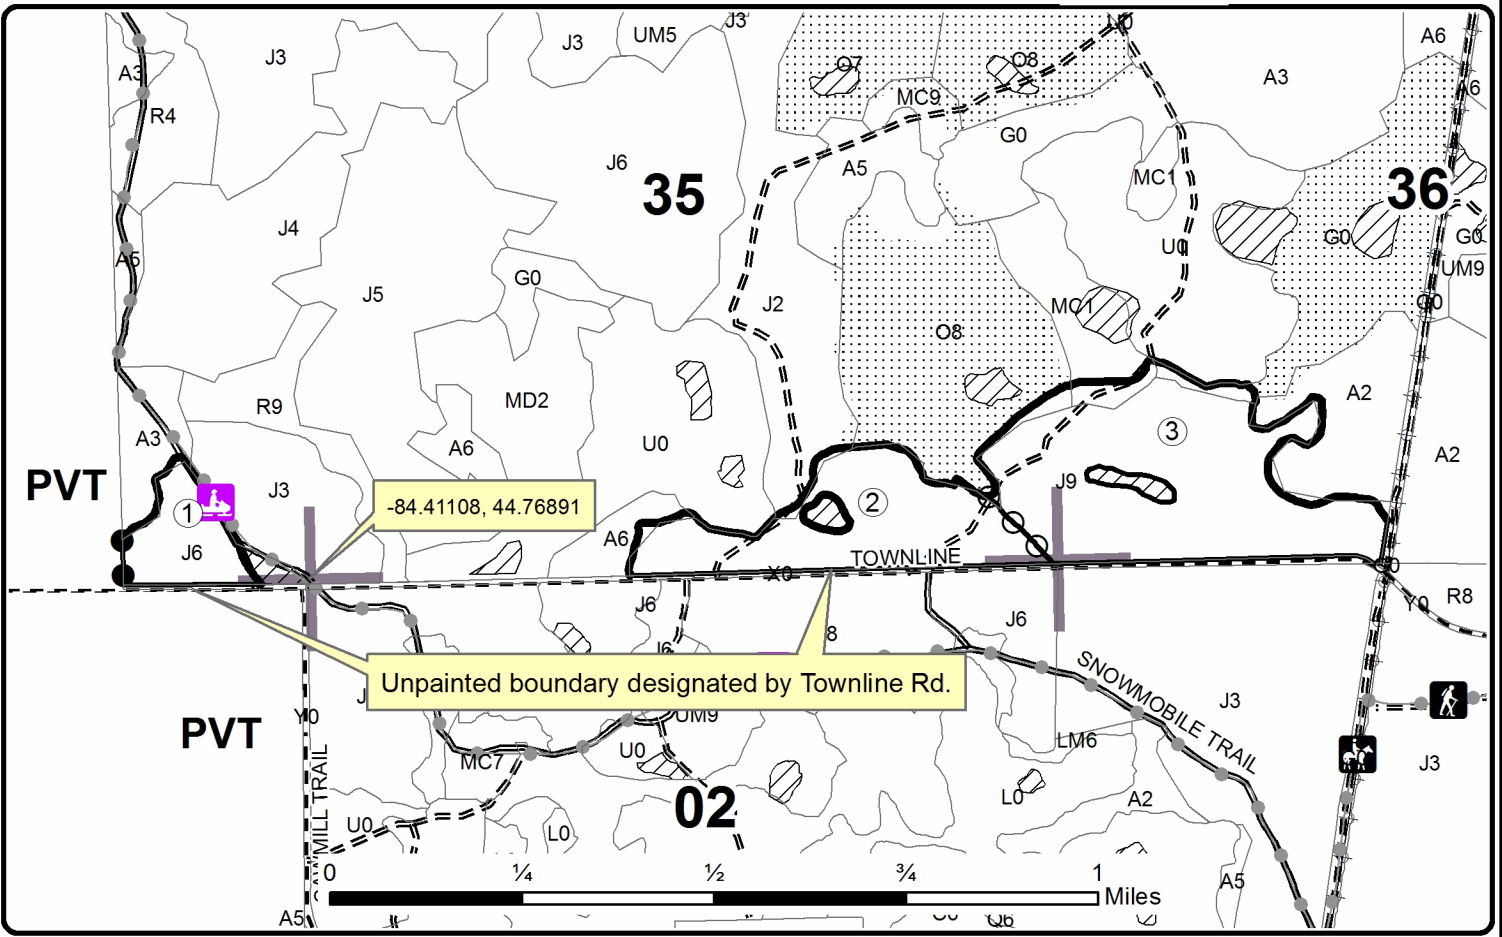 J3
UM5
J3
J3
A6
A3
O7
O8
A3
A6
R4
MC9
G0
J6
A5
35
MC1
36
J4
U0
G0
G0
A5
UM9
G0
J5
J2
MC1
G0
O8
R9
MD2
A2
A3
A6
U0
3
A2
PVT
J3
-84.41108, 44.76891
J9
1
2
J6
A6
TOWNLINE
X0
J6
8
J6
Y0
R8
J6
Unpainted boundary designated by Townline Rd.
SNOWMOBILE TRAIL
J3
Y0
UM9
PVT
U0
LM6
MC7
J3
SAWMILL TRAIL
02
L0
A2
U0
L0
0 ¼ ½ ¾ 1
Miles
A5
A5